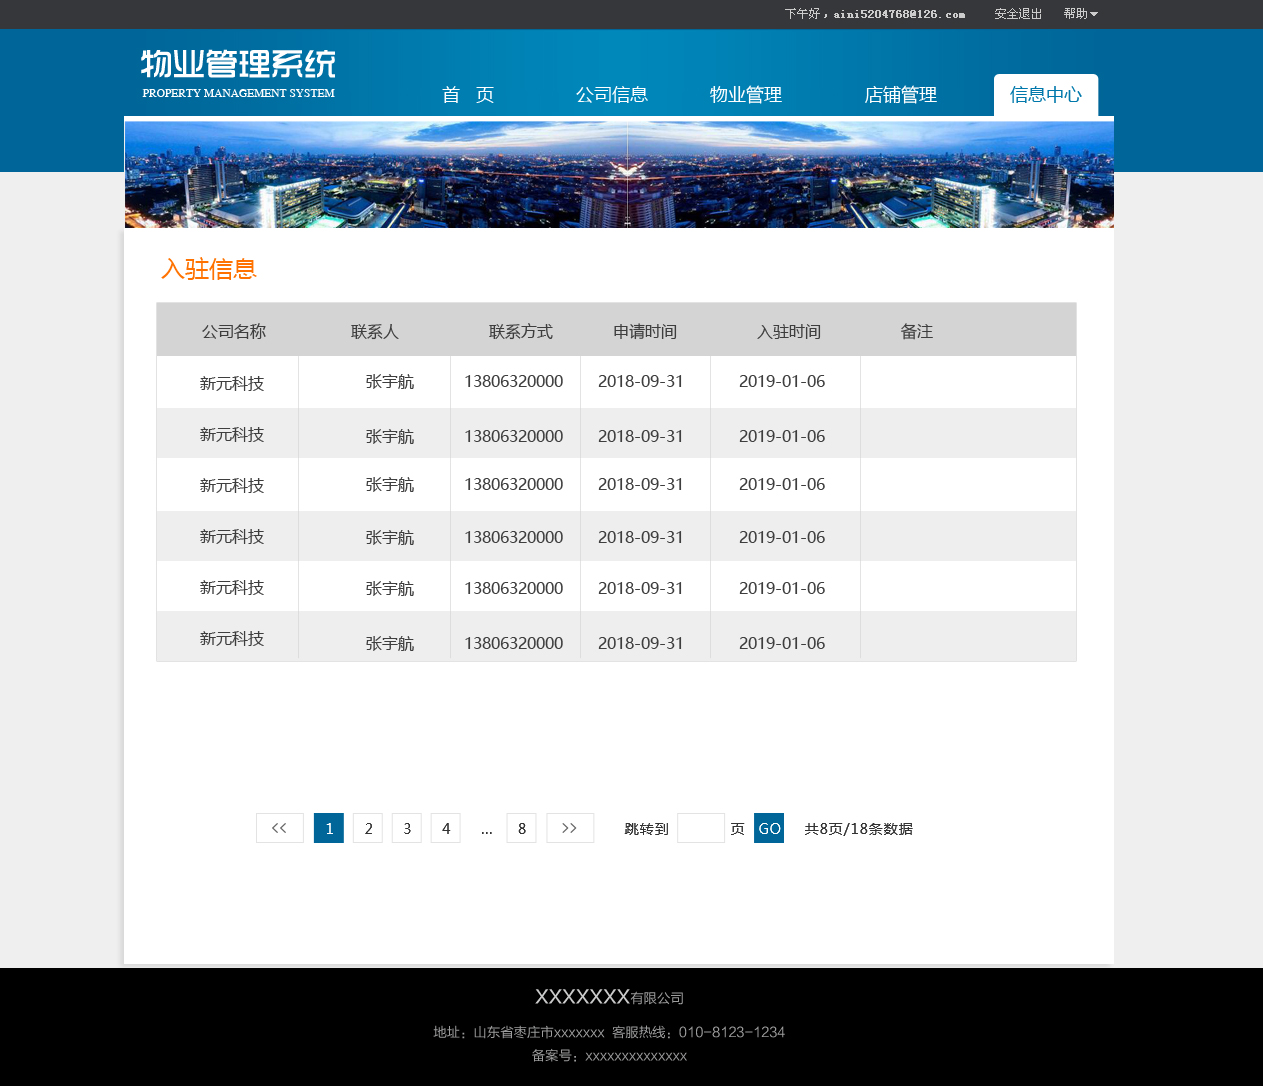 下午好，aini5204768@126.com 安全退出 帮助
物业管理系统
PROPERTY MANAGEMENT SYSTEM
首 页 公司信息 物业管理 店铺管理 信息中心
入驻信息
公司名称 联系人 联系方式 申请时间 入驻时间 备注
新元科技 张宇航 13806320000 2018-09-31 2019-01-06
新元科技 张宇航 13806320000 2018-09-31 2019-01-06
新元科技 张宇航 13806320000 2018-09-31 2019-01-06
新元科技 张宇航 13806320000 2018-09-31 2019-01-06
新元科技 张宇航 13806320000 2018-09-31 2019-01-06
新元科技 张宇航 13806320000 2018-09-31 2019-01-06
<< 1 2 3 4 ... 8 >> 跳转到 页 GO 共8页/18条数据
XXXXXXX有限公司
地址：山东省枣庄市xxxxxxx 客服热线：010-8123-1234
备案号：xxxxxxxxxxxxxx